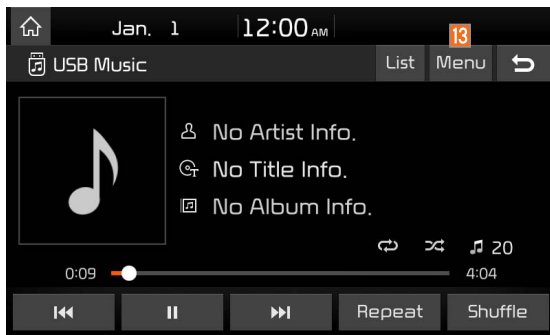 Jan. 1 12:00 AM
13
USB Music List Menu
No Artist Info.
No Title Info.
No Album Info.
20
0:09 4:04
Repeat Shuffle